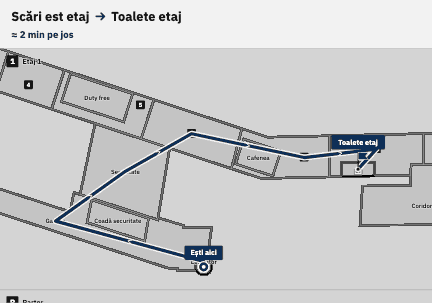 Scări est etaj → Toalete etaj
≈ 2 min pe jos
1 Etaj 1
4
Duty free
5
Toalete etaj
Cafenea
Coadă securitate
Coridor
Ești aici